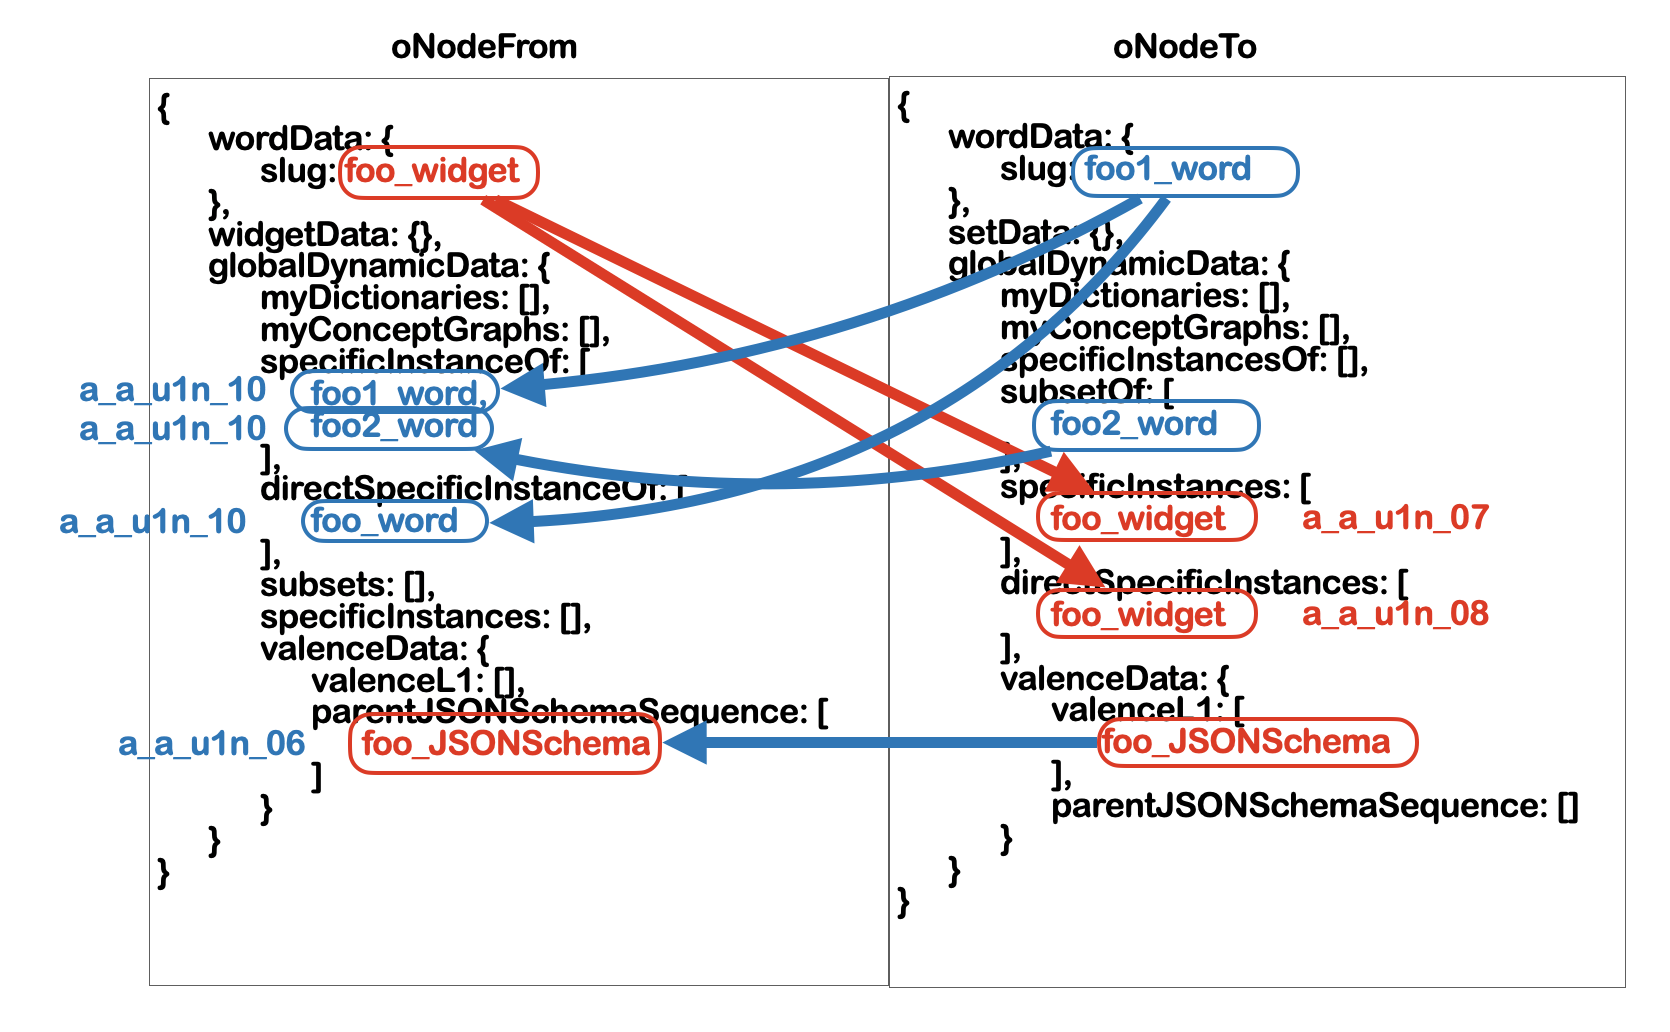 oNodeFrom
{
wordData: {
slug: foo_widget
},
widgetData: {},
globalDynamicData: {
myDictionaries: [],
myConceptGraphs: [],
specificInstanceOf: [
a_a_u1n_10 foo1_word,
a_a_u1n_10 foo2_word
],
directSpecificInstanceOf: [
a_a_u1n_10 foo_word
],
subsets: [],
specificInstances: [],
valenceData: {
valenceL1: [],
parentJSONSchemaSequence: [
a_a_u1n_06 foo_JSONSchema
]
}
}
}
oNodeTo
{
wordData: {
slug: foo1_word
},
setData: {},
globalDynamicData: {
myDictionaries: [],
myConceptGraphs: [],
specificInstancesOf: [],
subsetOf: [
foo2_word
],
specificInstances: [
foo_widget a_a_u1n_07
],
directSpecificInstances: [
foo_widget a_a_u1n_08
],
valenceData: {
valenceL1: [
foo_JSONSchema
],
parentJSONSchemaSequence: []
}
}
}